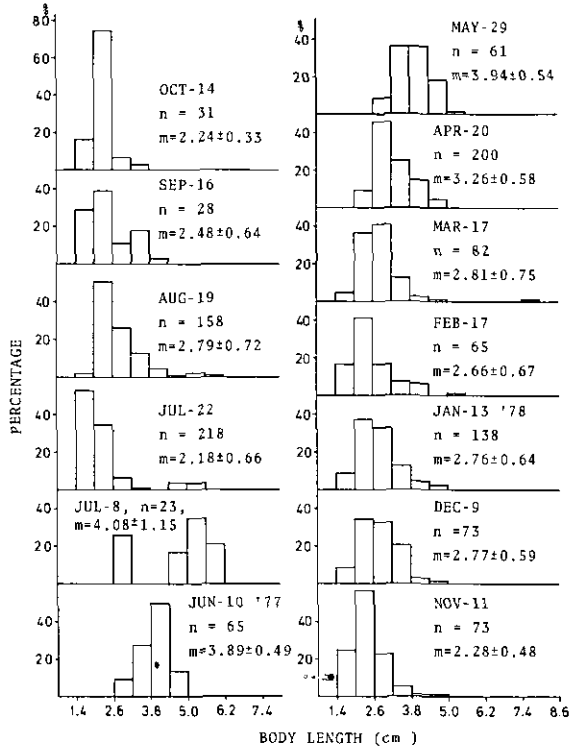 %
80
60
40
20
OCT-14
n = 31
m=2.24±0.33
40
20
SEP-16
n = 28
m=2.48±0.64
40
20
AUG-19
n = 158
m=2.79±0.72
40
20
JUL-22
n = 218
m=2.18±0.66
40
20
JUL-8, n=23,
m=4.08±1.15
40
20
JUN-10 '77
n = 65
m=3.89±0.49
1.4 2.6 3.8 5.0 6.2 7.4
PERCENTAGE
%
40
20
MAY-29
n = 61
m=3.94±0.54
40
20
APR-20
n = 200
m=3.26±0.58
40
20
MAR-17
n = 82
m=2.81±0.75
40
20
FEB-17
n = 65
m=2.66±0.67
40
20
JAN-13 '78
n = 138
m=2.76±0.64
40
20
DEC-9
n =73
m=2.77±0.59
40
20
NOV-11
n = 73
m=2.28±0.48
1.4 2.6 3.8 5.0 6.2 7.4 8.6
BODY LENGTH (cm )